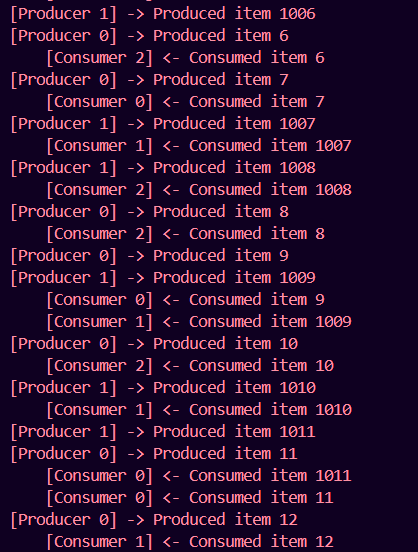 [Producer 1] -> Produced item 1006
[Producer 0] -> Produced item 6
[Consumer 2] <- Consumed item 6
[Producer 0] -> Produced item 7
[Consumer 0] <- Consumed item 7
[Producer 1] -> Produced item 1007
[Consumer 1] <- Consumed item 1007
[Producer 1] -> Produced item 1008
[Consumer 2] <- Consumed item 1008
[Producer 0] -> Produced item 8
[Consumer 2] <- Consumed item 8
[Producer 0] -> Produced item 9
[Producer 1] -> Produced item 1009
[Consumer 0] <- Consumed item 9
[Consumer 1] <- Consumed item 1009
[Producer 0] -> Produced item 10
[Consumer 2] <- Consumed item 10
[Producer 1] -> Produced item 1010
[Consumer 1] <- Consumed item 1010
[Producer 1] -> Produced item 1011
[Producer 0] -> Produced item 11
[Consumer 0] <- Consumed item 1011
[Consumer 0] <- Consumed item 11
[Producer 0] -> Produced item 12
[Consumer 1] <- Consumed item 12